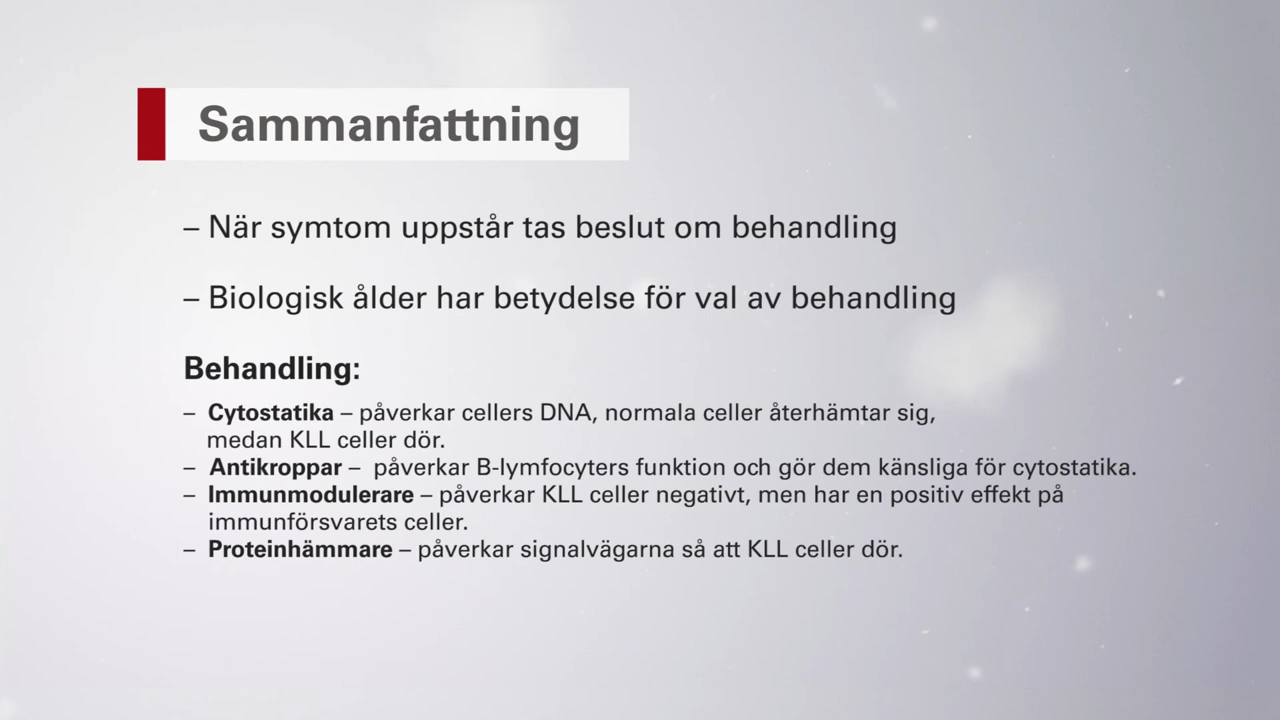 Sammanfattning
– När symtom uppstår tas beslut om behandling
– Biologisk ålder har betydelse för val av behandling
Behandling:
– Cytostatika – påverkar cellers DNA, normala celler återhämtar sig,
medan KLL celler dör.
– Antikroppar – påverkar B-lymfocyters funktion och gör dem känsliga för cytostatika.
– Immunmodulerare – påverkar KLL celler negativt, men har en positiv effekt på
immunförsvarets celler.
– Proteinhämmare – påverkar signalvägarna så att KLL celler dör.